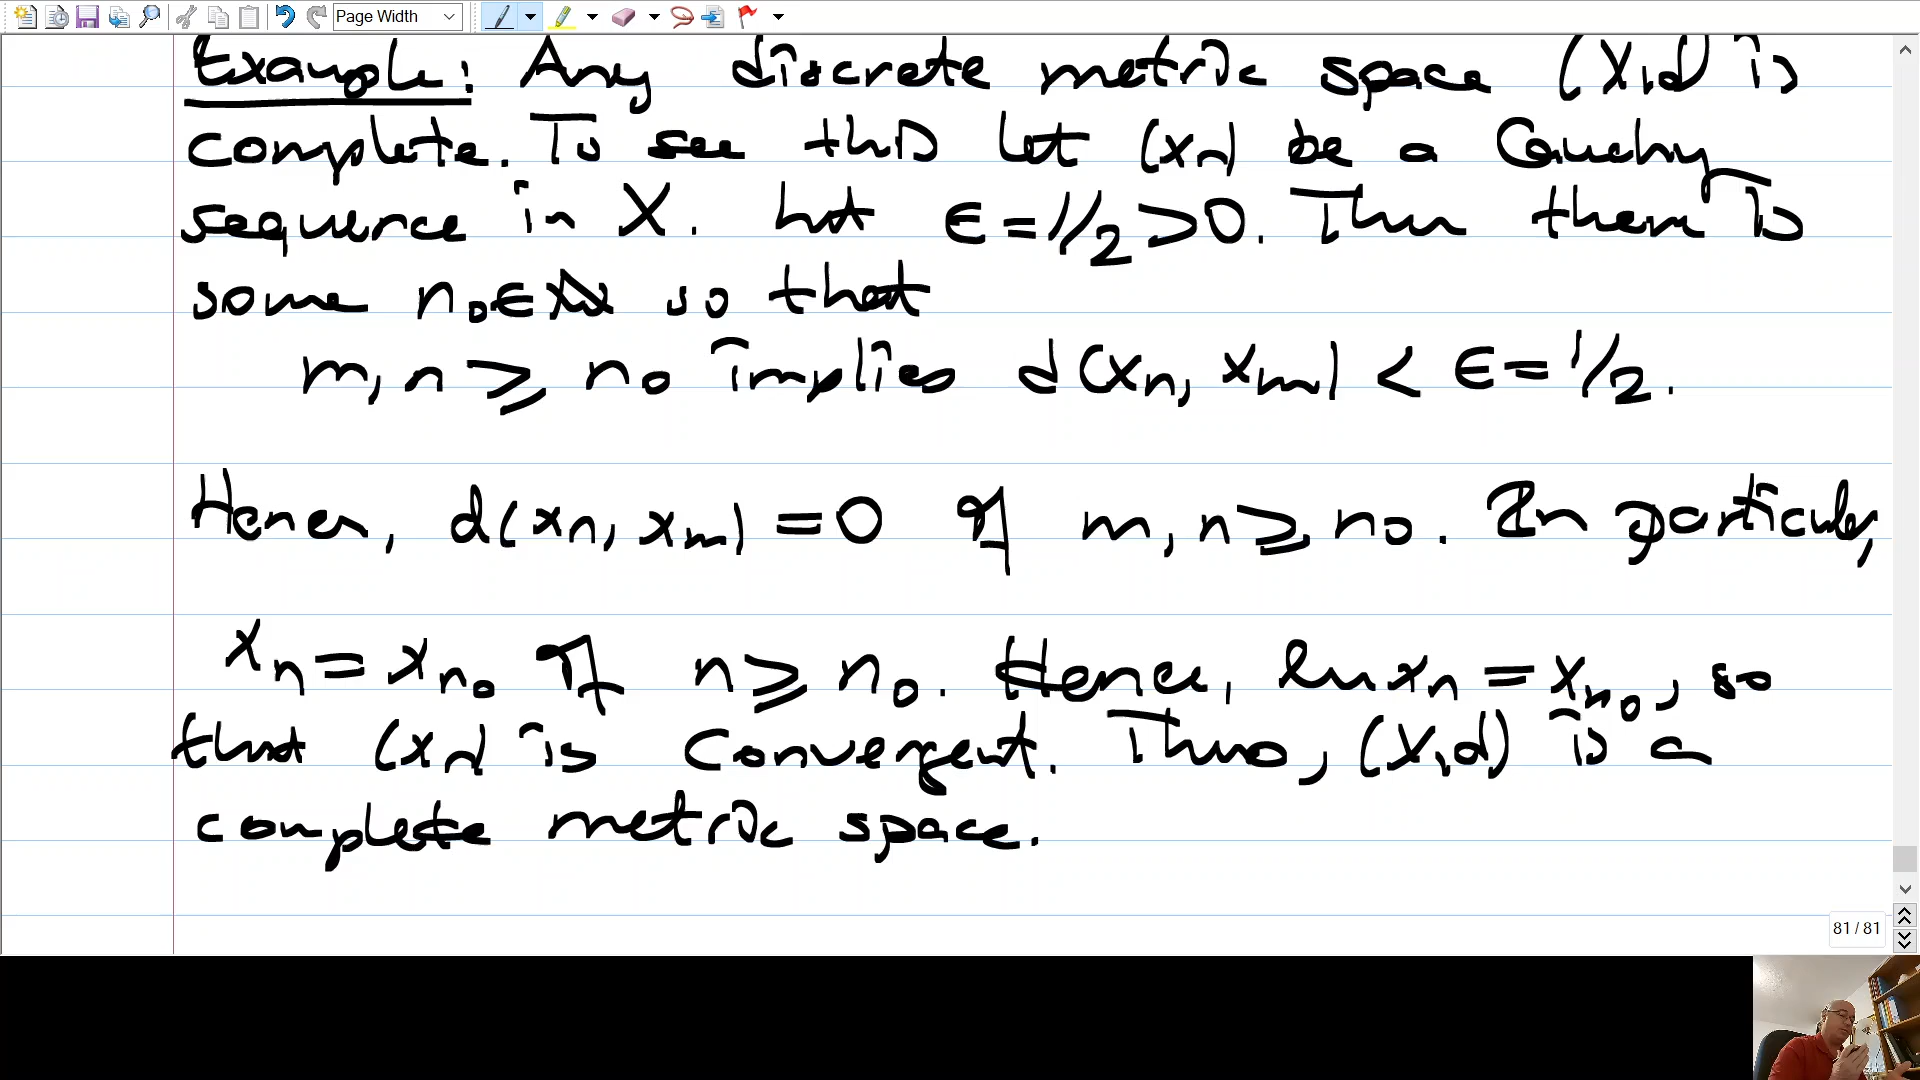 Page Width
Example: Any discrete metric space (X,d) is
complete. To see this let (xn) be a Cauchy
sequence in X. Let ϵ=1/2>0. Then there is
some n₀∈ℕ so that
m,n ≥ n₀ implies d(xn, xm) < ϵ=1/2.
Hence, d(xn, xm)=0 if m,n≥n₀. In particular,
xn = xn₀ if n ≥ n₀. Hence, lim xn = xn₀, so
that (xn) is convergent. Thus, (X,d) is a
complete metric space.
81 / 81